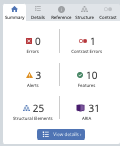 Summary Details Reference Structure Contrast
0 1
Errors Contrast Errors
3 10
Alerts Features
25 31
Structural Elements ARIA
View details ›